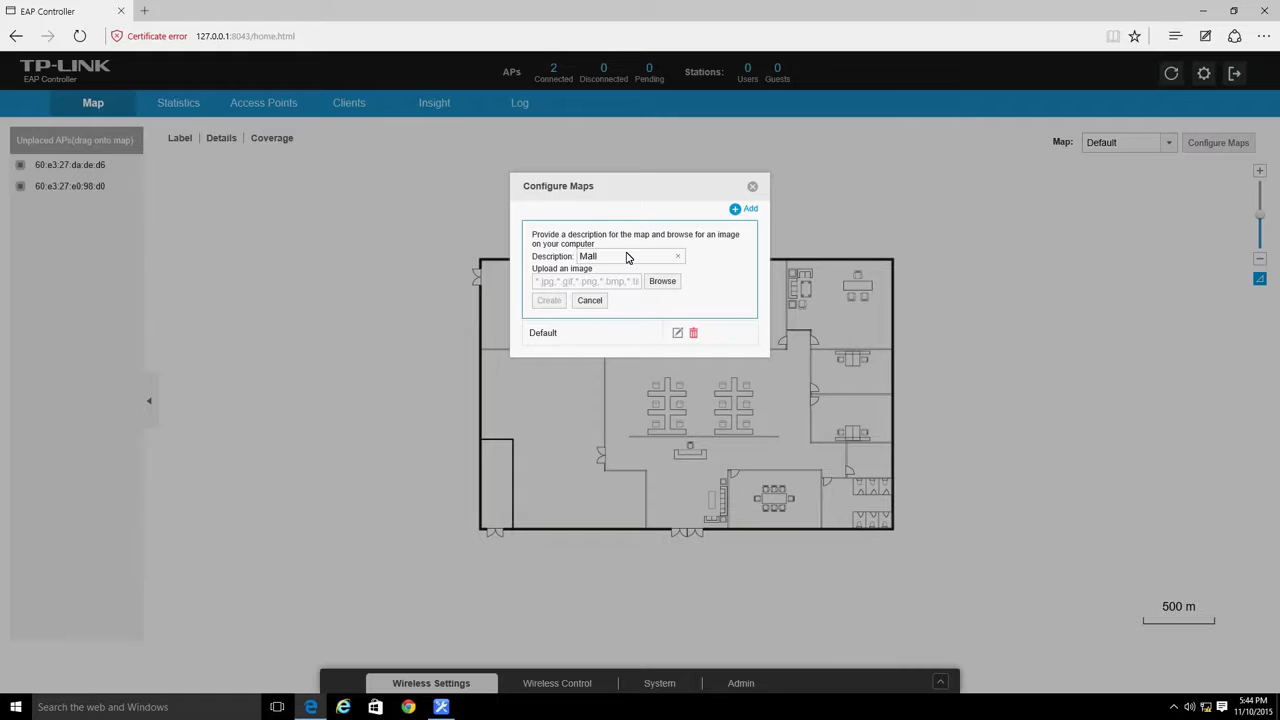 EAP Controller
Certificate error
127.0.0.1:8043/home.html
TP-LINK
EAP Controller
APs
2
Connected
0
Disconnected
0
Pending
Stations:
0
Users
0
Guests
Map
Statistics
Access Points
Clients
Insight
Log
Unplaced APs(drag onto map)
60:e3:27:da:de:d6
60:e3:27:e0:98:d0
Label
Details
Coverage
Map:
Default
Configure Maps
Configure Maps
Add
Provide a description for the map and browse for an image
on your computer
Description:
Mall
Upload an image
*.jpg,*.gif,*.png,*.bmp,*.ti
Browse
Create
Cancel
Default
500 m
Wireless Settings
Wireless Control
System
Admin
Search the web and Windows
5:44 PM
11/10/2015